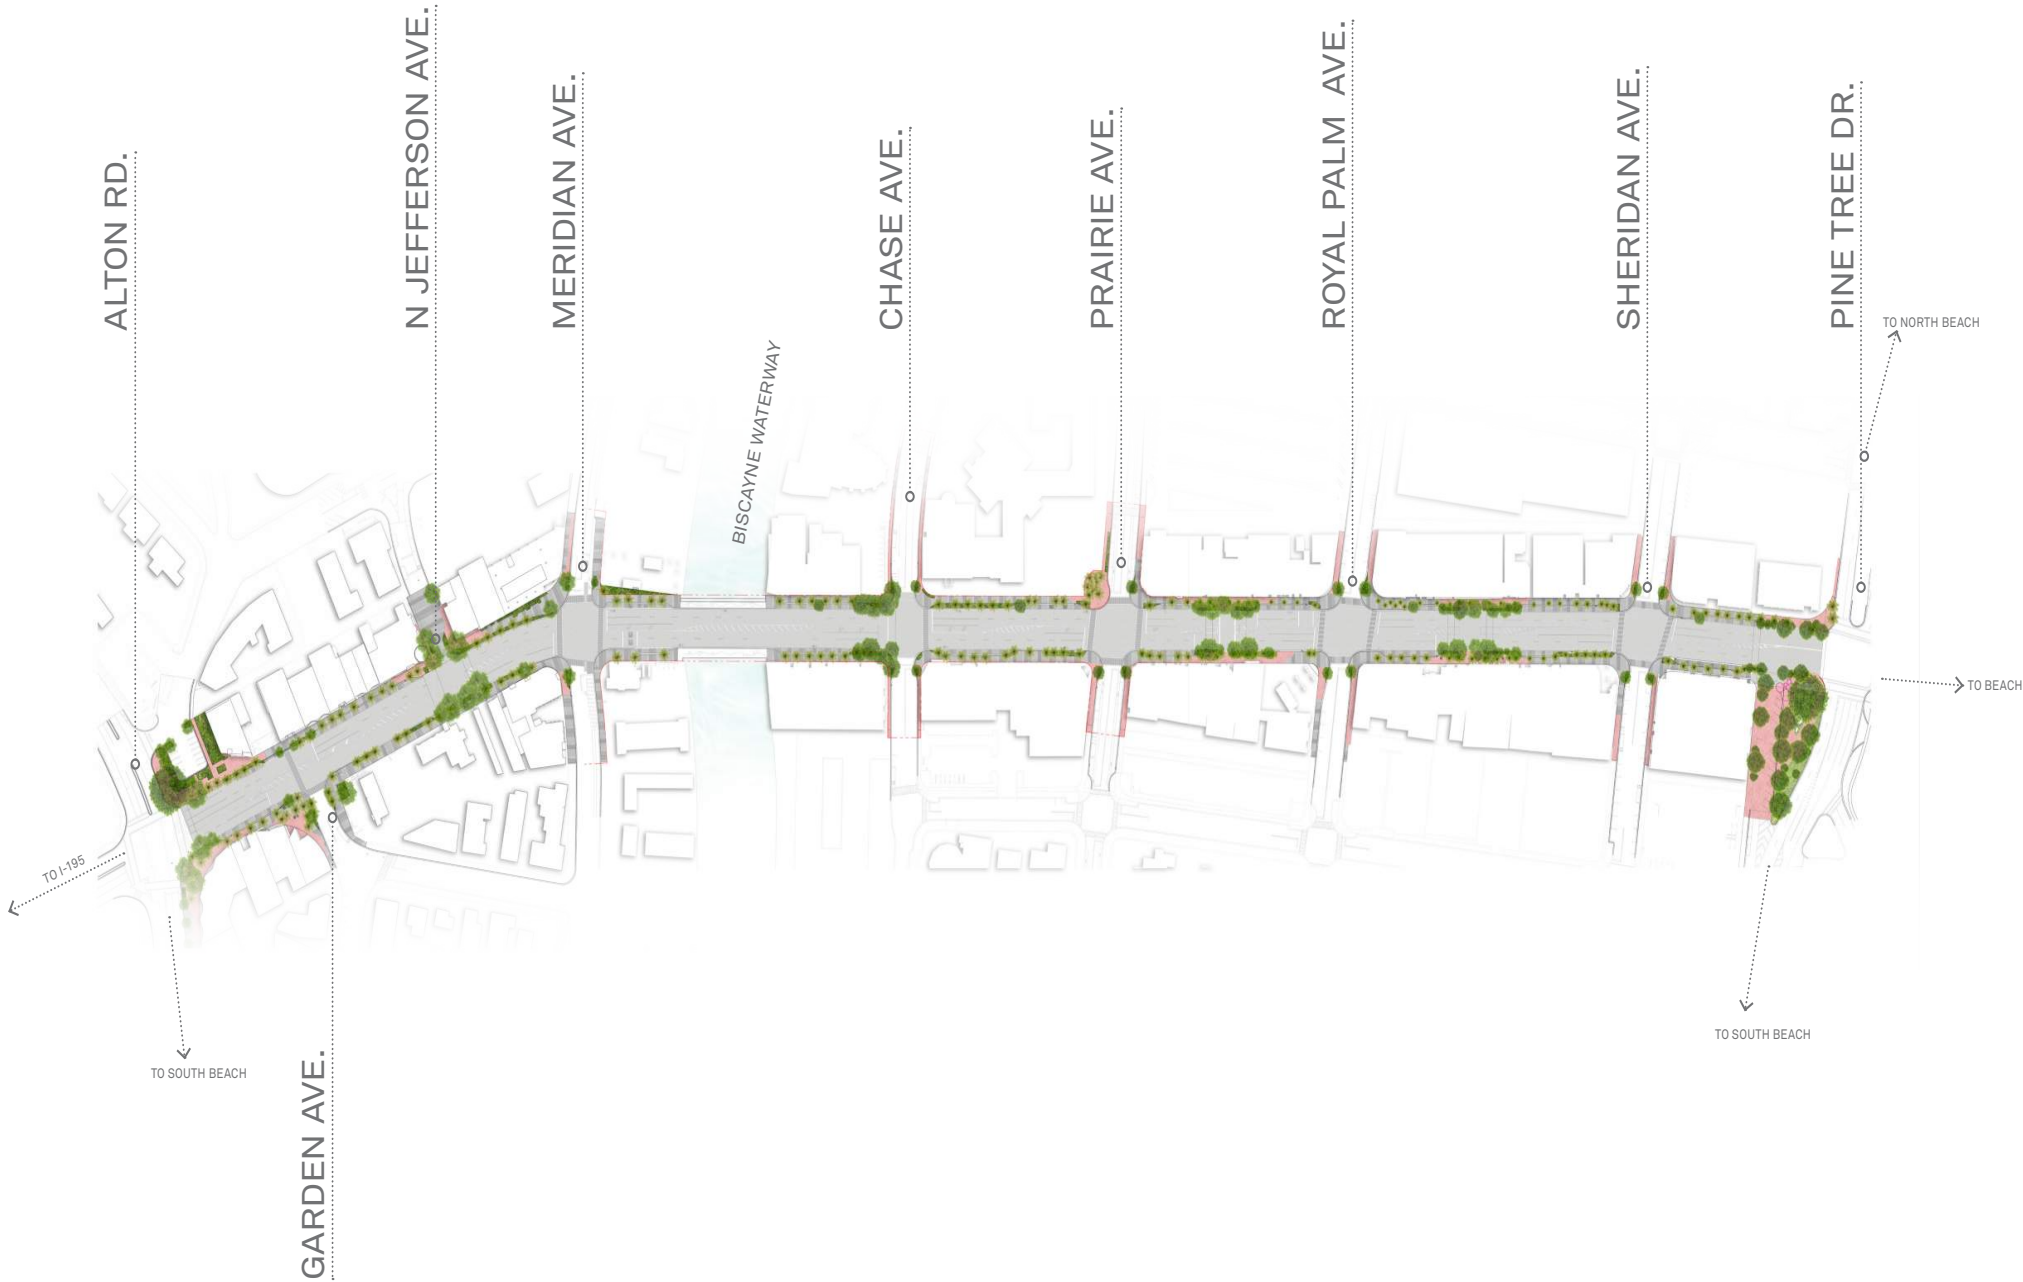 ALTON RD.
N JEFFERSON AVE.
MERIDIAN AVE.
BISCAYNE WATERWAY
CHASE AVE.
PRAIRIE AVE.
ROYAL PALM AVE.
SHERIDAN AVE.
PINE TREE DR.
TO NORTH BEACH
TO BEACH
TO I-195
TO SOUTH BEACH
TO SOUTH BEACH
GARDEN AVE.